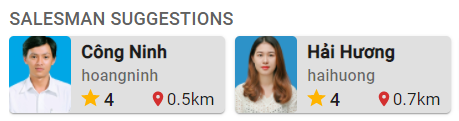 SALESMAN SUGGESTIONS
Công Ninh
hoangninh
4 0.5km
Hải Hương
haihuong
4 0.7km